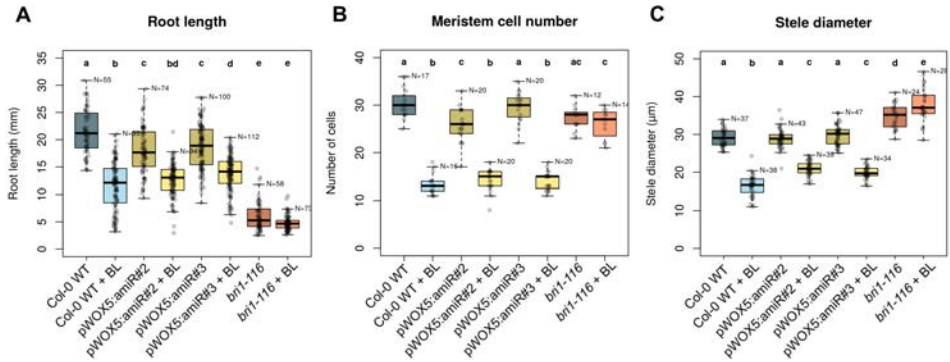 A
Root length
Root length (mm)
35
30
25
20
15
10
5
0
a
b
c
bd
c
d
e
e
N=55
N=74
N=100
N=112
N=58
Col-0 WT
Col-0 WT + BL
pWOX5:amiR#2
pWOX5:amiR#2 + BL
pWOX5:amiR#3
pWOX5:amiR#3 + BL
bri1-116
bri1-116 + BL
B
Meristem cell number
Number of cells
40
30
20
10
0
a
b
c
b
a
b
ac
c
N=17
N=20
N=20
N=20
N=20
N=12
Col-0 WT
Col-0 WT + BL
pWOX5:amiR#2
pWOX5:amiR#2 + BL
pWOX5:amiR#3
pWOX5:amiR#3 + BL
bri1-116
bri1-116 + BL
C
Stele diameter
Stele diameter (µm)
50
40
30
20
10
0
a
b
a
c
a
c
d
e
N=37
N=38
N=43
N=47
N=34
N=24
Col-0 WT
Col-0 WT + BL
pWOX5:amiR#2
pWOX5:amiR#2 + BL
pWOX5:amiR#3
pWOX5:amiR#3 + BL
bri1-116
bri1-116 + BL